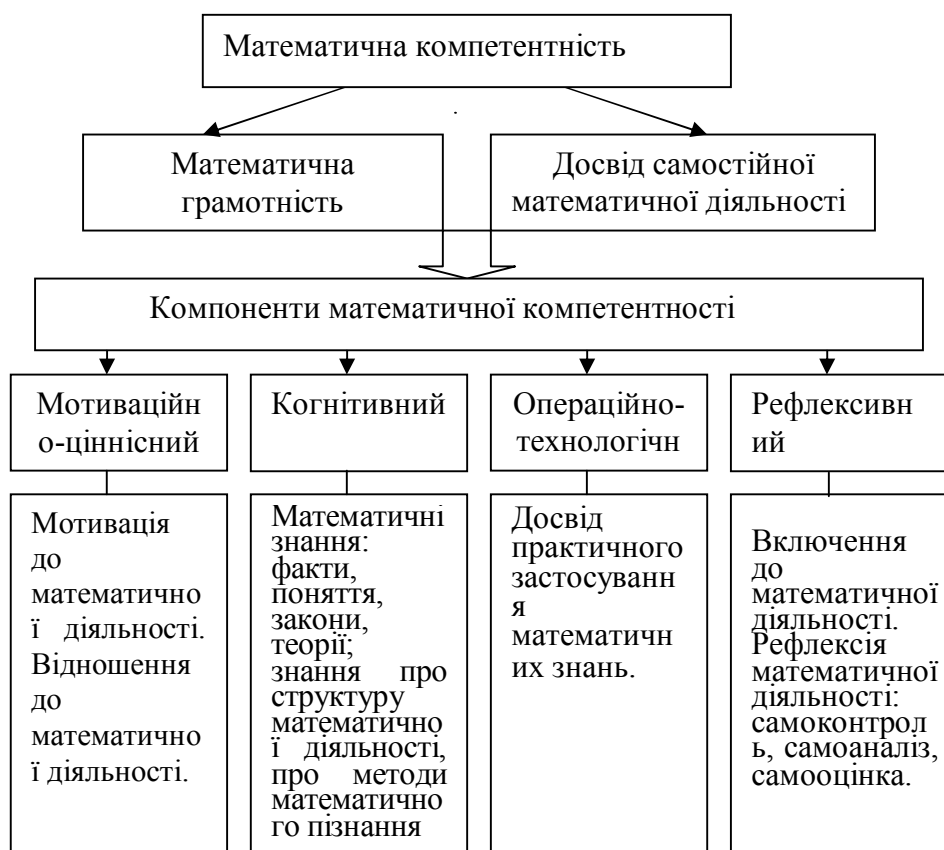 Математична компетентність
Математична
грамотність
Досвід самостійної
математичної діяльності
Компоненти математичної компетентності
Мотиваційн
о-ціннісний
Когнітивний
Операційно-
технологічн
Рефлексивн
ий
Мотивація
до
математично
ї діяльності.
Відношення
до
математично
ї діяльності.
Математичні
знання:
факти,
поняття,
закони,
теорії;
знання про
структуру
математично
ї діяльності,
про методи
математично
го пізнання
Досвід
практичного
застосуванн
я
математичн
их знань.
Включення
до
математичної
діяльності.
Рефлексія
математичної
діяльності:
самоконтрол
ь, самоаналіз,
самооцінка.